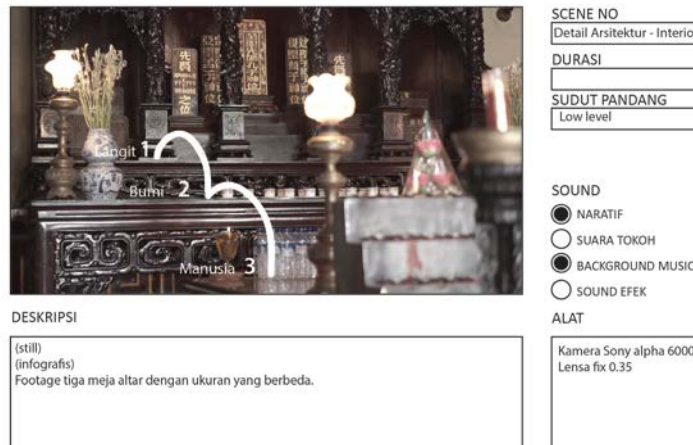 SCENE NO
Detail Arsitektur - Interio
DURASI
SUDUT PANDANG
Low level
Langit 1
Bumi 2
Manusia 3
SOUND
NARATIF
SUARA TOKOH
BACKGROUND MUSIC
SOUND EFEK
DESKRIPSI
(still)
(infografis)
Footage tiga meja altar dengan ukuran yang berbeda.
ALAT
Kamera Sony alpha 6000
Lensa fix 0.35